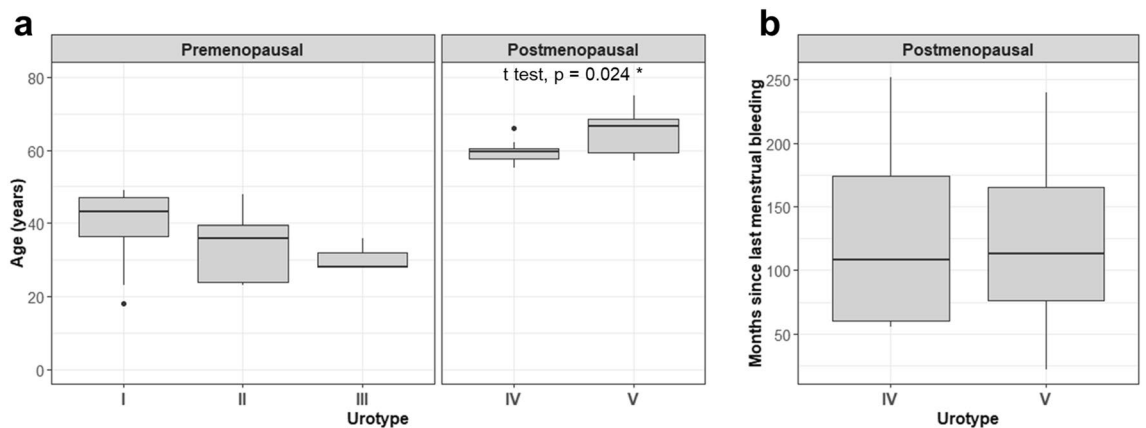 a
Premenopausal
Postmenopausal
t test, p = 0.024 *
Age (years)
80
60
40
20
0
I
II
III
IV
V
Urotype
b
Postmenopausal
Months since last menstrual bleeding
250
200
150
100
50
IV
V
Urotype